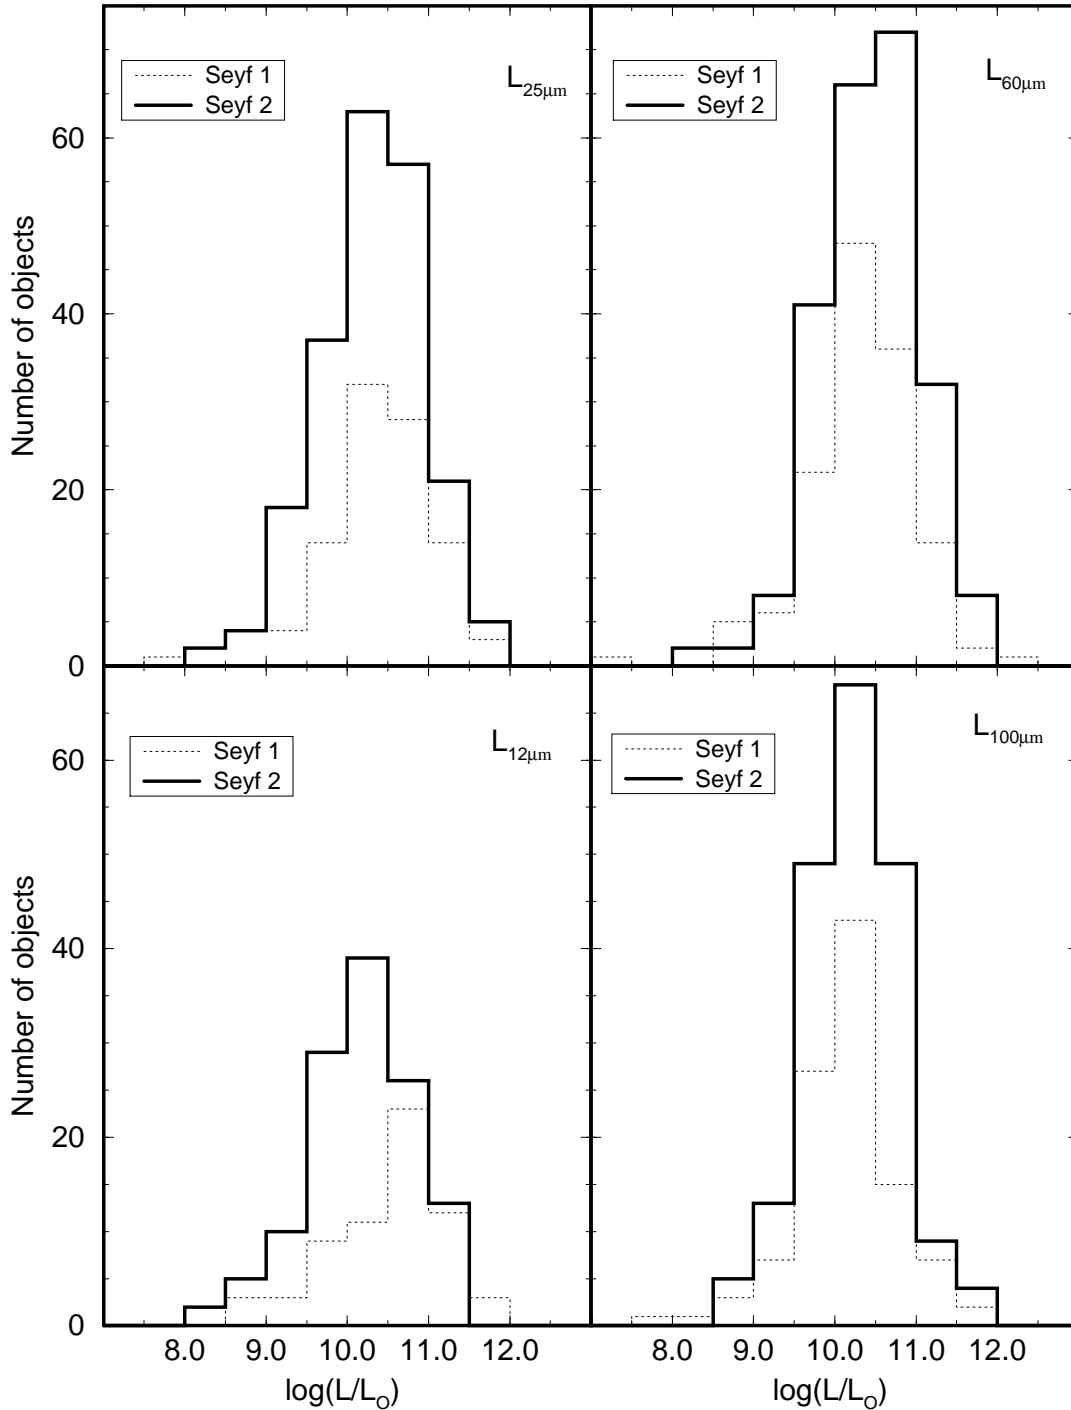 Seyf 1
Seyf 2
L25μm
Seyf 1
Seyf 2
L60μm
60
40
20
0
Number of objects
Seyf 1
Seyf 2
L12μm
Seyf 1
Seyf 2
L100μm
60
40
20
0
Number of objects
8.0 9.0 10.0 11.0 12.0
8.0 9.0 10.0 11.0 12.0
log(L/LO)
log(L/LO)